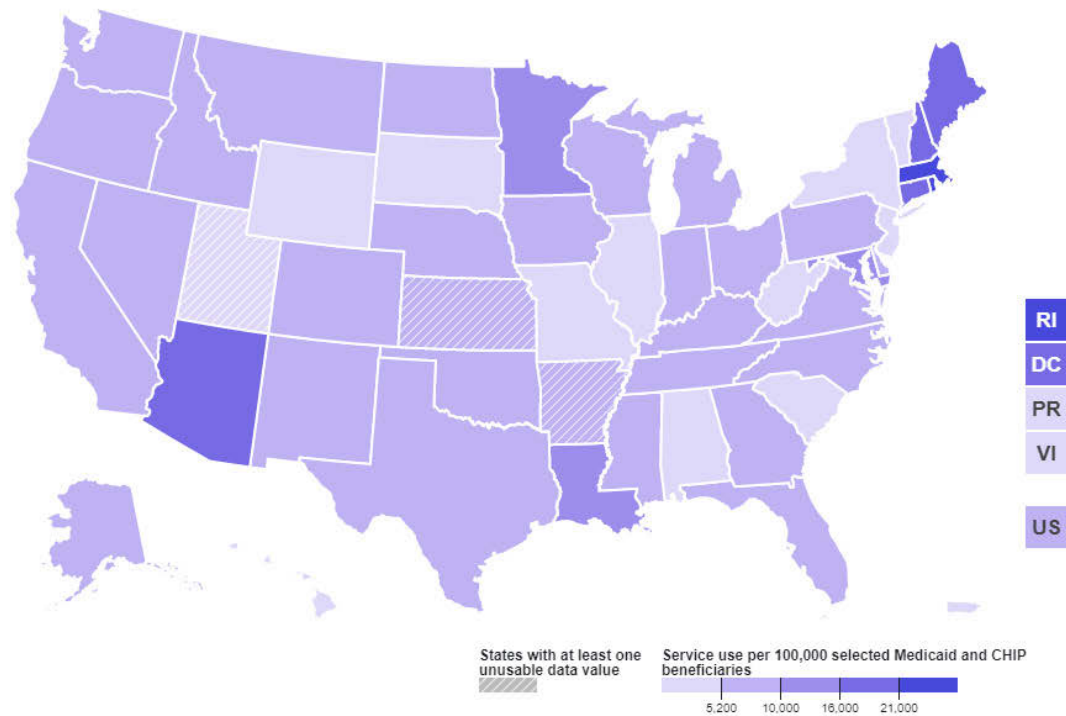 RI
DC
PR
VI
US
States with at least one
unusable data value
Service use per 100,000 selected Medicaid and CHIP
beneficiaries
5,200 10,000 16,000 21,000